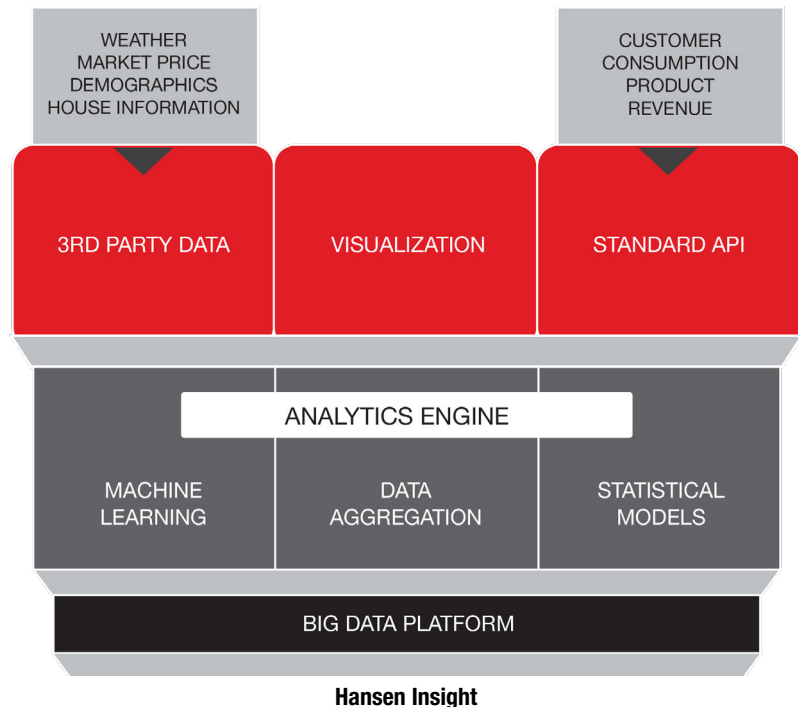 WEATHER
MARKET PRICE
DEMOGRAPHICS
HOUSE INFORMATION
CUSTOMER
CONSUMPTION
PRODUCT
REVENUE
3RD PARTY DATA
VISUALIZATION
STANDARD API
ANALYTICS ENGINE
MACHINE
LEARNING
DATA
AGGREGATION
STATISTICAL
MODELS
BIG DATA PLATFORM
Hansen Insight